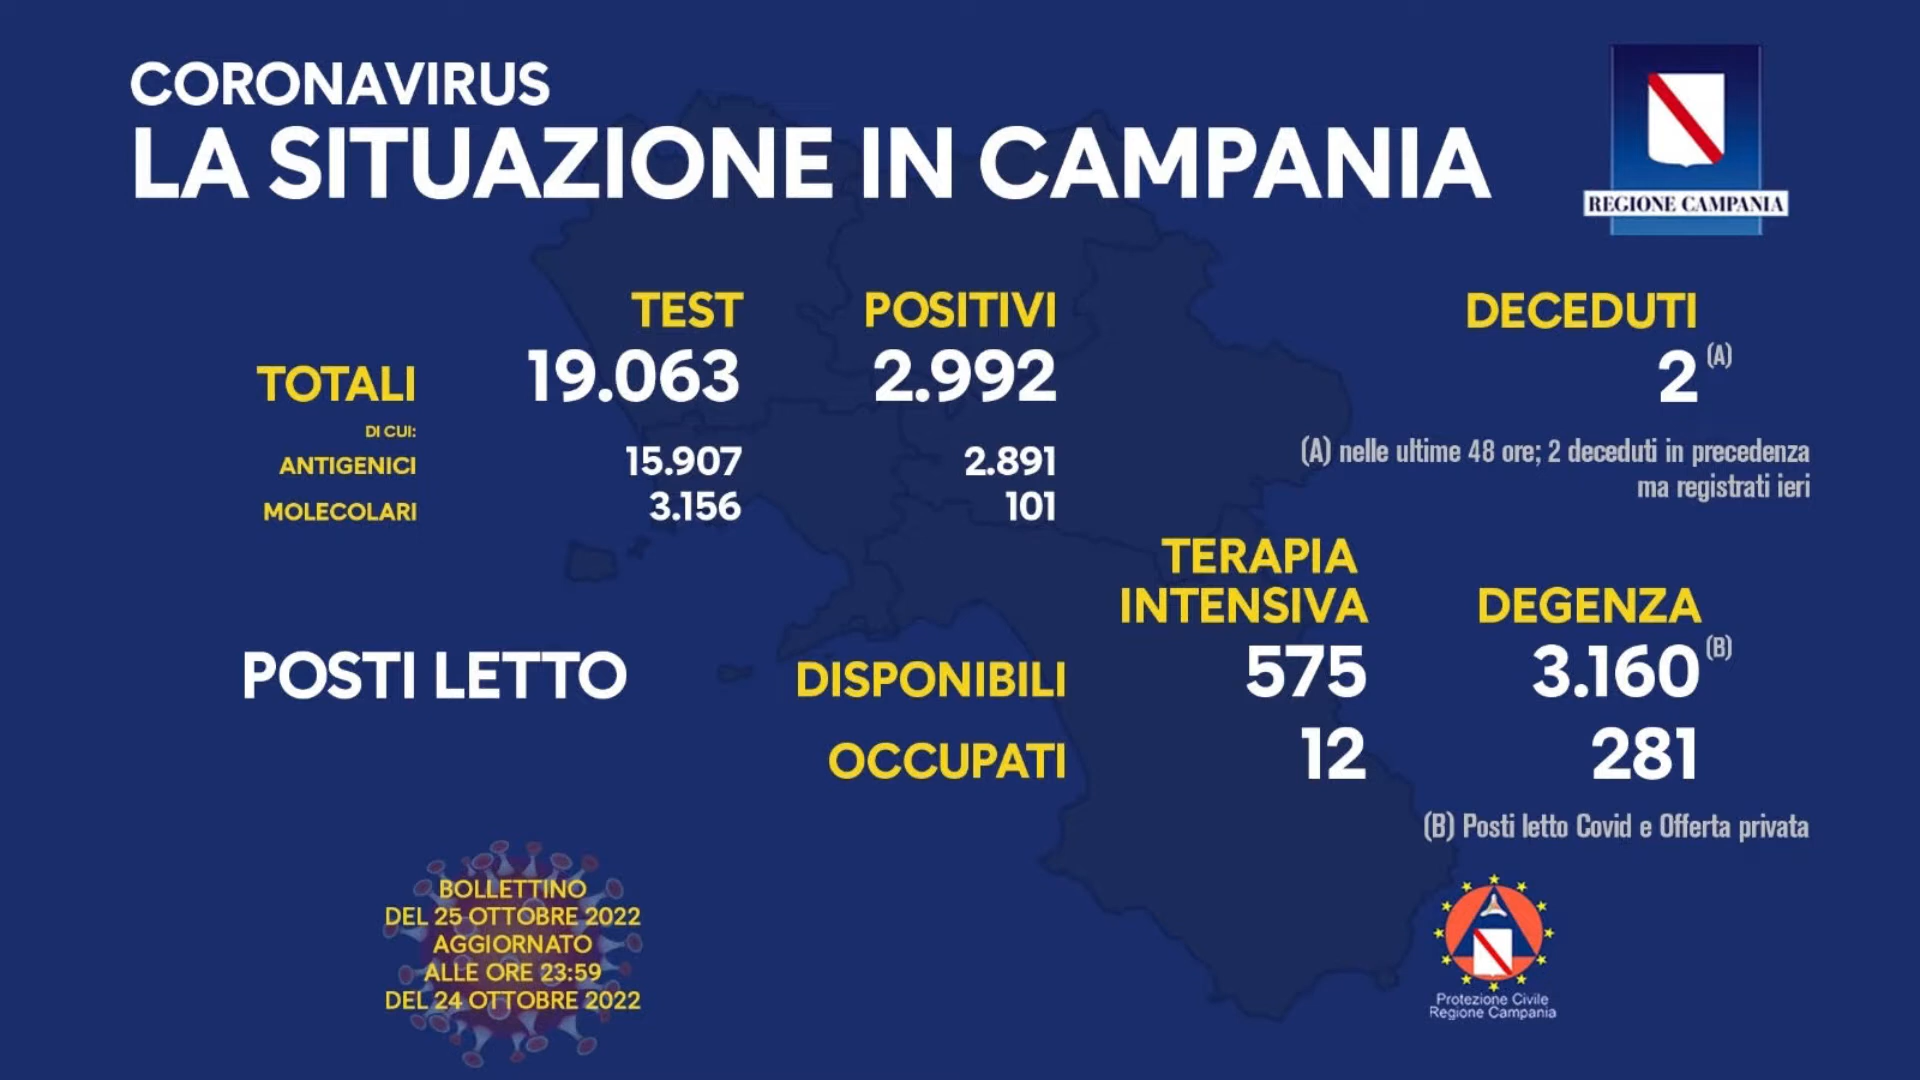 CORONAVIRUS
LA SITUAZIONE IN CAMPANIA
REGIONE CAMPANIA
TEST POSITIVI DECEDUTI
TOTALI 19.063 2.992 2 (A)
DI CUI:
ANTIGENICI 15.907 2.891
MOLECOLARI 3.156 101
(A) nelle ultime 48 ore; 2 deceduti in precedenza
ma registrati ieri
TERAPIA
INTENSIVA DEGENZA
POSTI LETTO DISPONIBILI 575 3.160 (B)
OCCUPATI 12 281
(B) Posti letto Covid e Offerta privata
BOLLETTINO
DEL 25 OTTOBRE 2022
AGGIORNATO
ALLE ORE 23:59
DEL 24 OTTOBRE 2022
Protezione Civile
Regione Campania